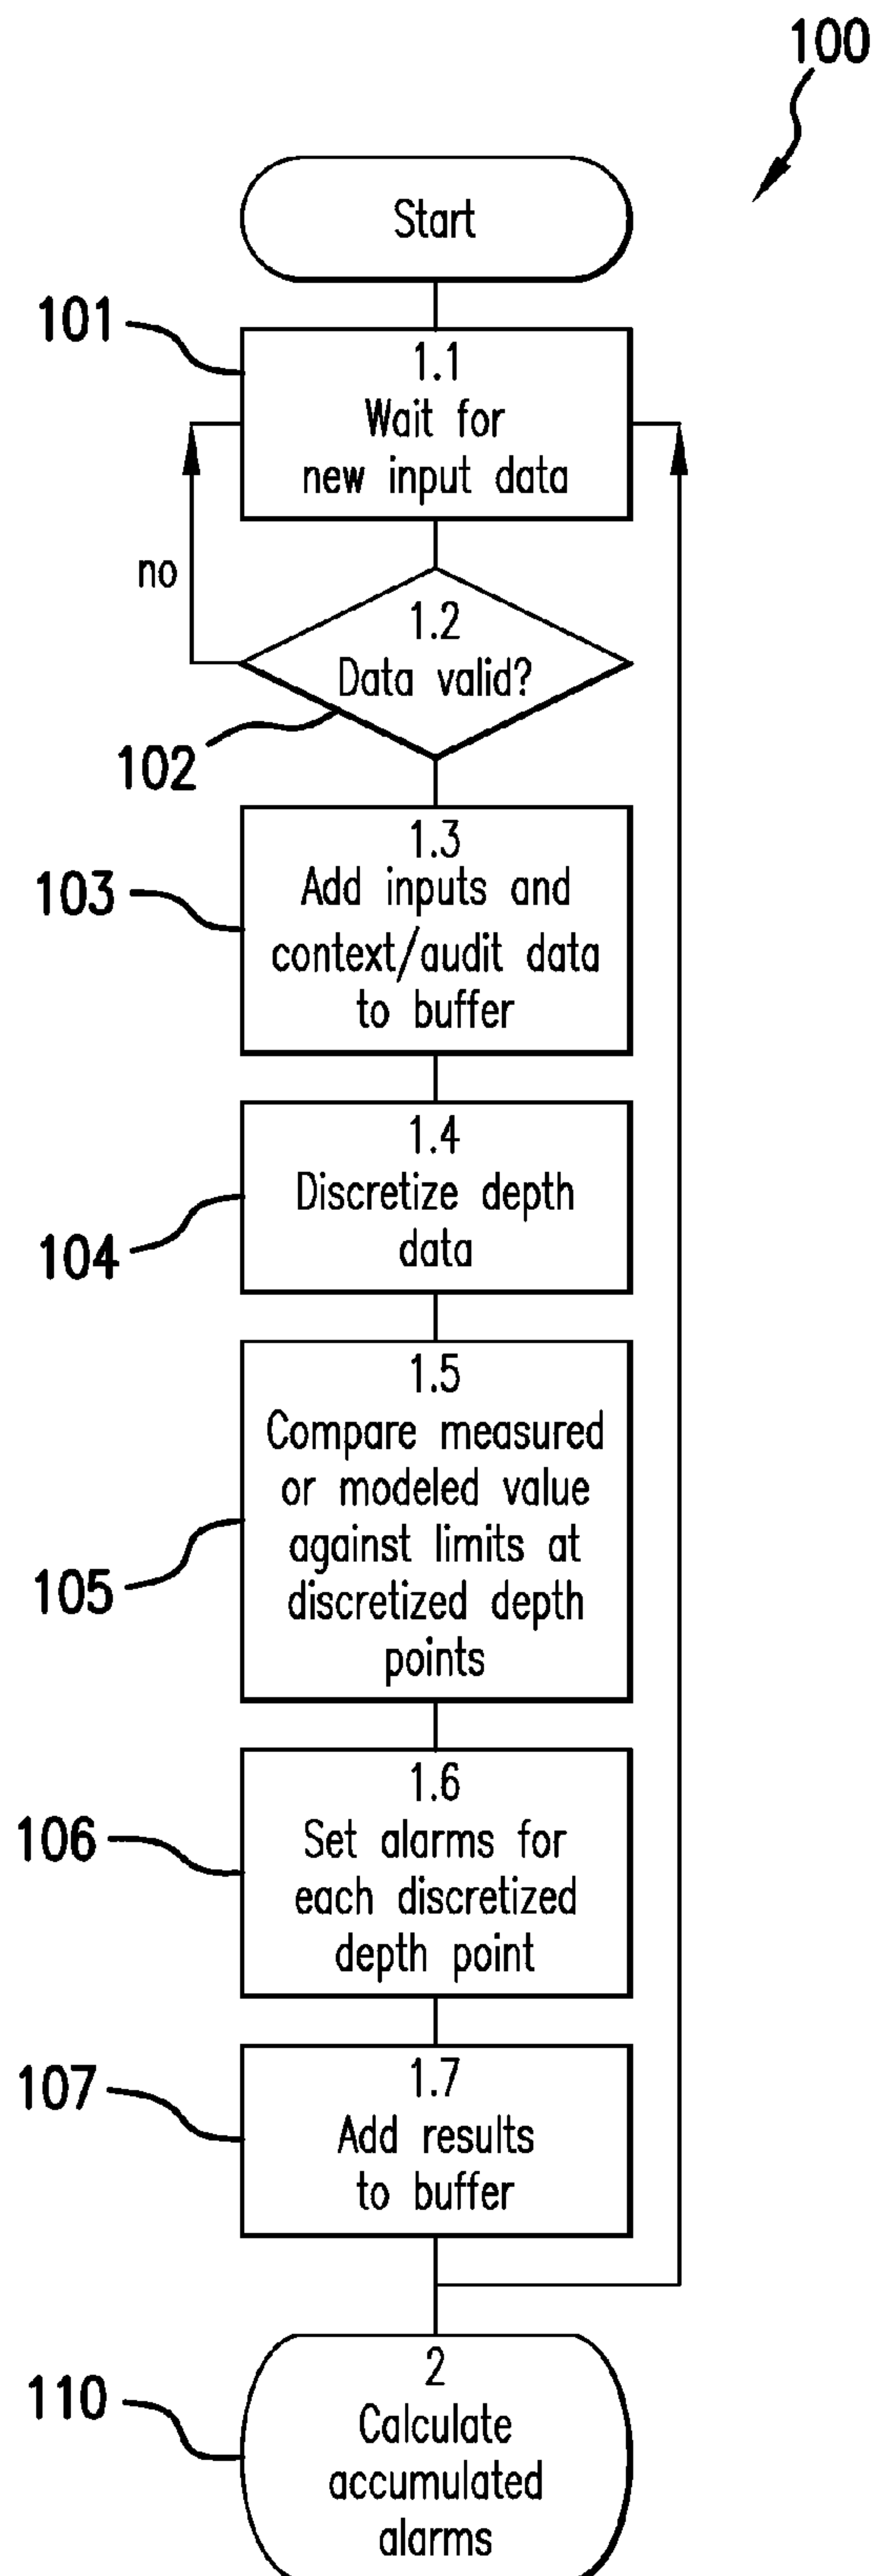 100
Start
101
1.1
Wait for
new input data
no
1.2
Data valid?
102
1.3
Add inputs and
context/audit data
to buffer
103
1.4
Discretize depth
data
104
1.5
Compare measured
or modeled value
against limits at
discretized depth
points
105
1.6
Set alarms for
each discretized
depth point
106
1.7
Add results
to buffer
107
2
Calculate
accumulated
alarms
110